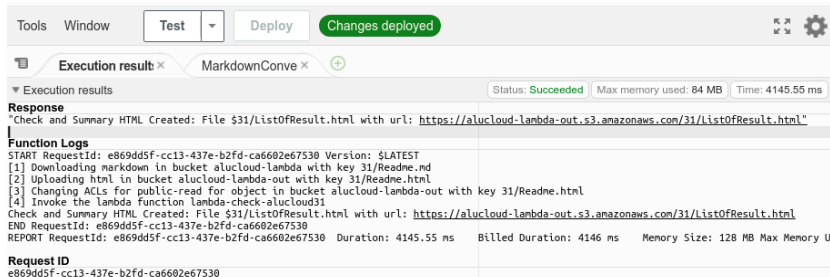 Tools Window Test Deploy Changes deployed
Execution result× MarkdownConve×
Execution results Status: Succeeded Max memory used: 84 MB Time: 4145.55 ms
Response
"Check and Summary HTML Created: File $31/ListOfResult.html with url: https://alucloud-lambda-out.s3.amazonaws.com/31/ListOfResult.html"
Function Logs
START RequestId: e869dd5f-cc13-437e-b2fd-ca6602e67530 Version: $LATEST
[1] Downloading markdown in bucket alucloud-lambda with key 31/Readme.md
[2] Uploading html in bucket alucloud-lambda-out with key 31/Readme.html
[3] Changing ACLs for public-read for object in bucket alucloud-lambda-out with key 31/Readme.html
[4] Invoke the lambda function lambda-check-alucloud31
Check and Summary HTML Created: File $31/ListOfResult.html with url: https://alucloud-lambda-out.s3.amazonaws.com/31/ListOfResult.html
END RequestId: e869dd5f-cc13-437e-b2fd-ca6602e67530
REPORT RequestId: e869dd5f-cc13-437e-b2fd-ca6602e67530 Duration: 4145.55 ms Billed Duration: 4146 ms Memory Size: 128 MB Max Memory U
Request ID
e869dd5f-cc13-437e-b2fd-ca6602e67530